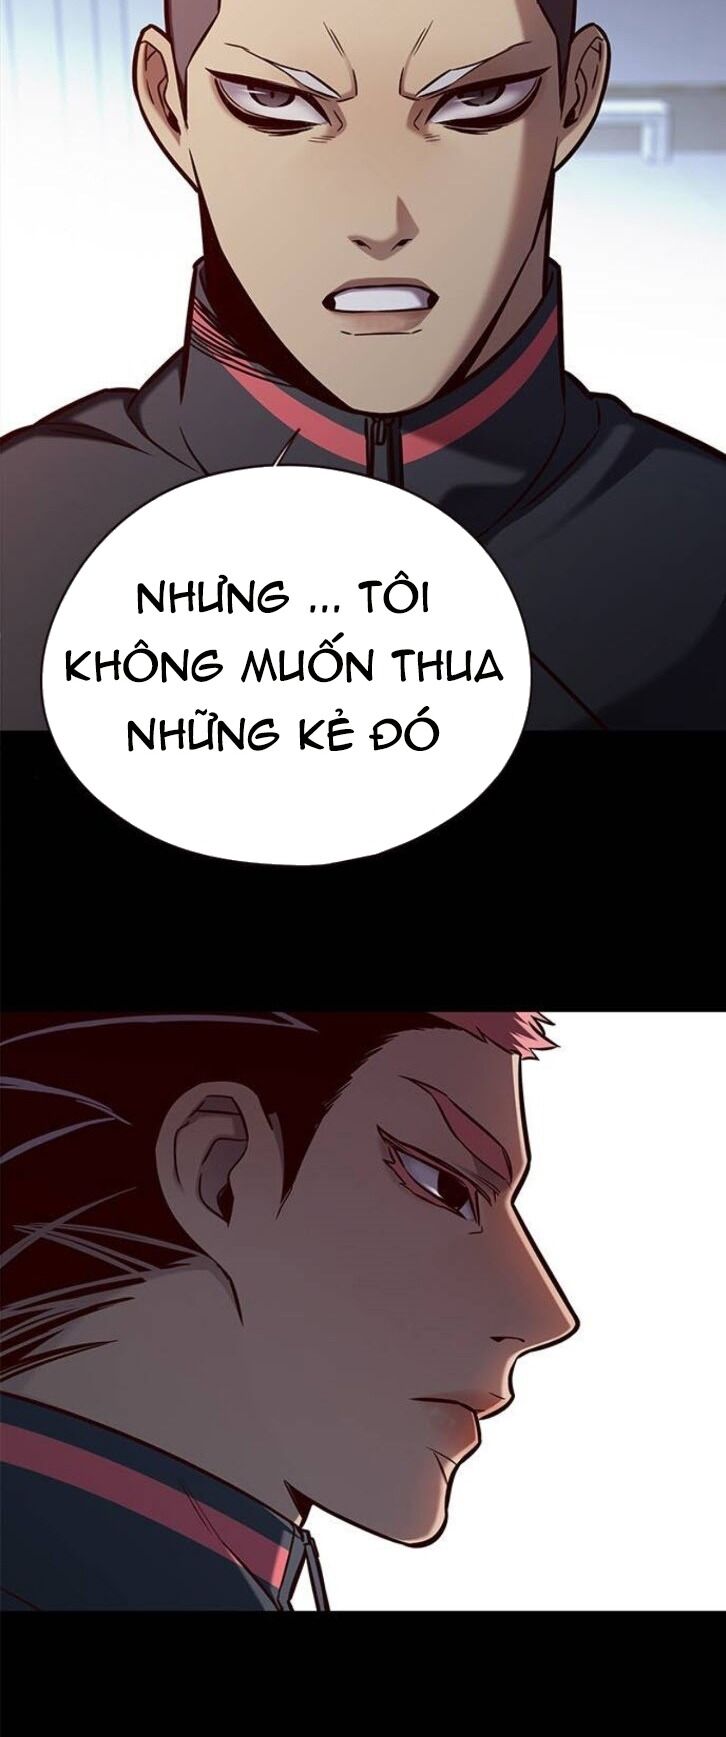 NHƯNG ... TÔI
KHÔNG MUỐN THUA
NHỮNG KẺ ĐÓ